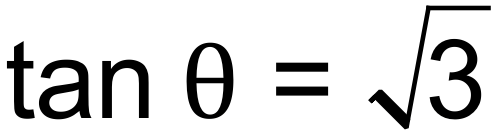 tan θ = √3